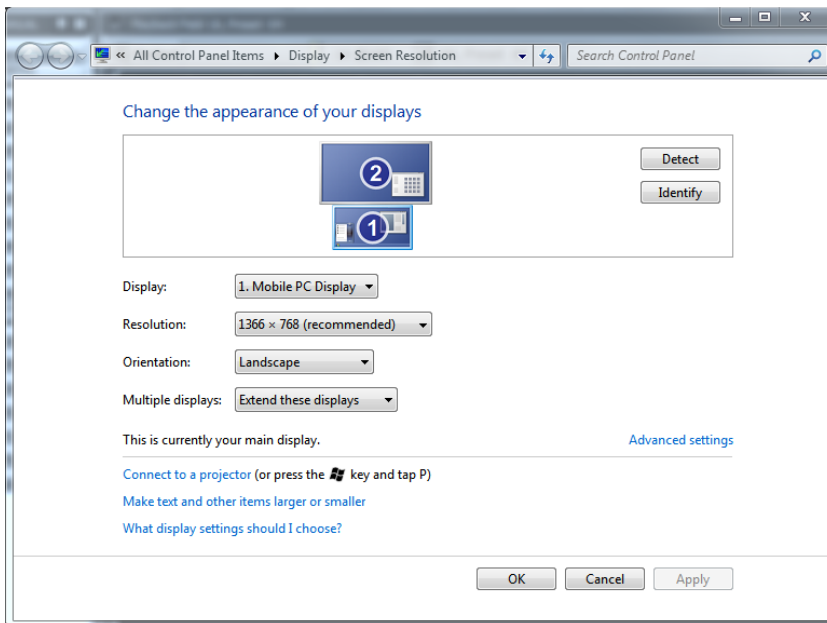 « All Control Panel Items ▸ Display ▸ Screen Resolution
Search Control Panel
Change the appearance of your displays
2
1
Detect
Identify
Display: 1. Mobile PC Display
Resolution: 1366 × 768 (recommended)
Orientation: Landscape
Multiple displays: Extend these displays
This is currently your main display. Advanced settings
Connect to a projector (or press the key and tap P)
Make text and other items larger or smaller
What display settings should I choose?
OK Cancel Apply